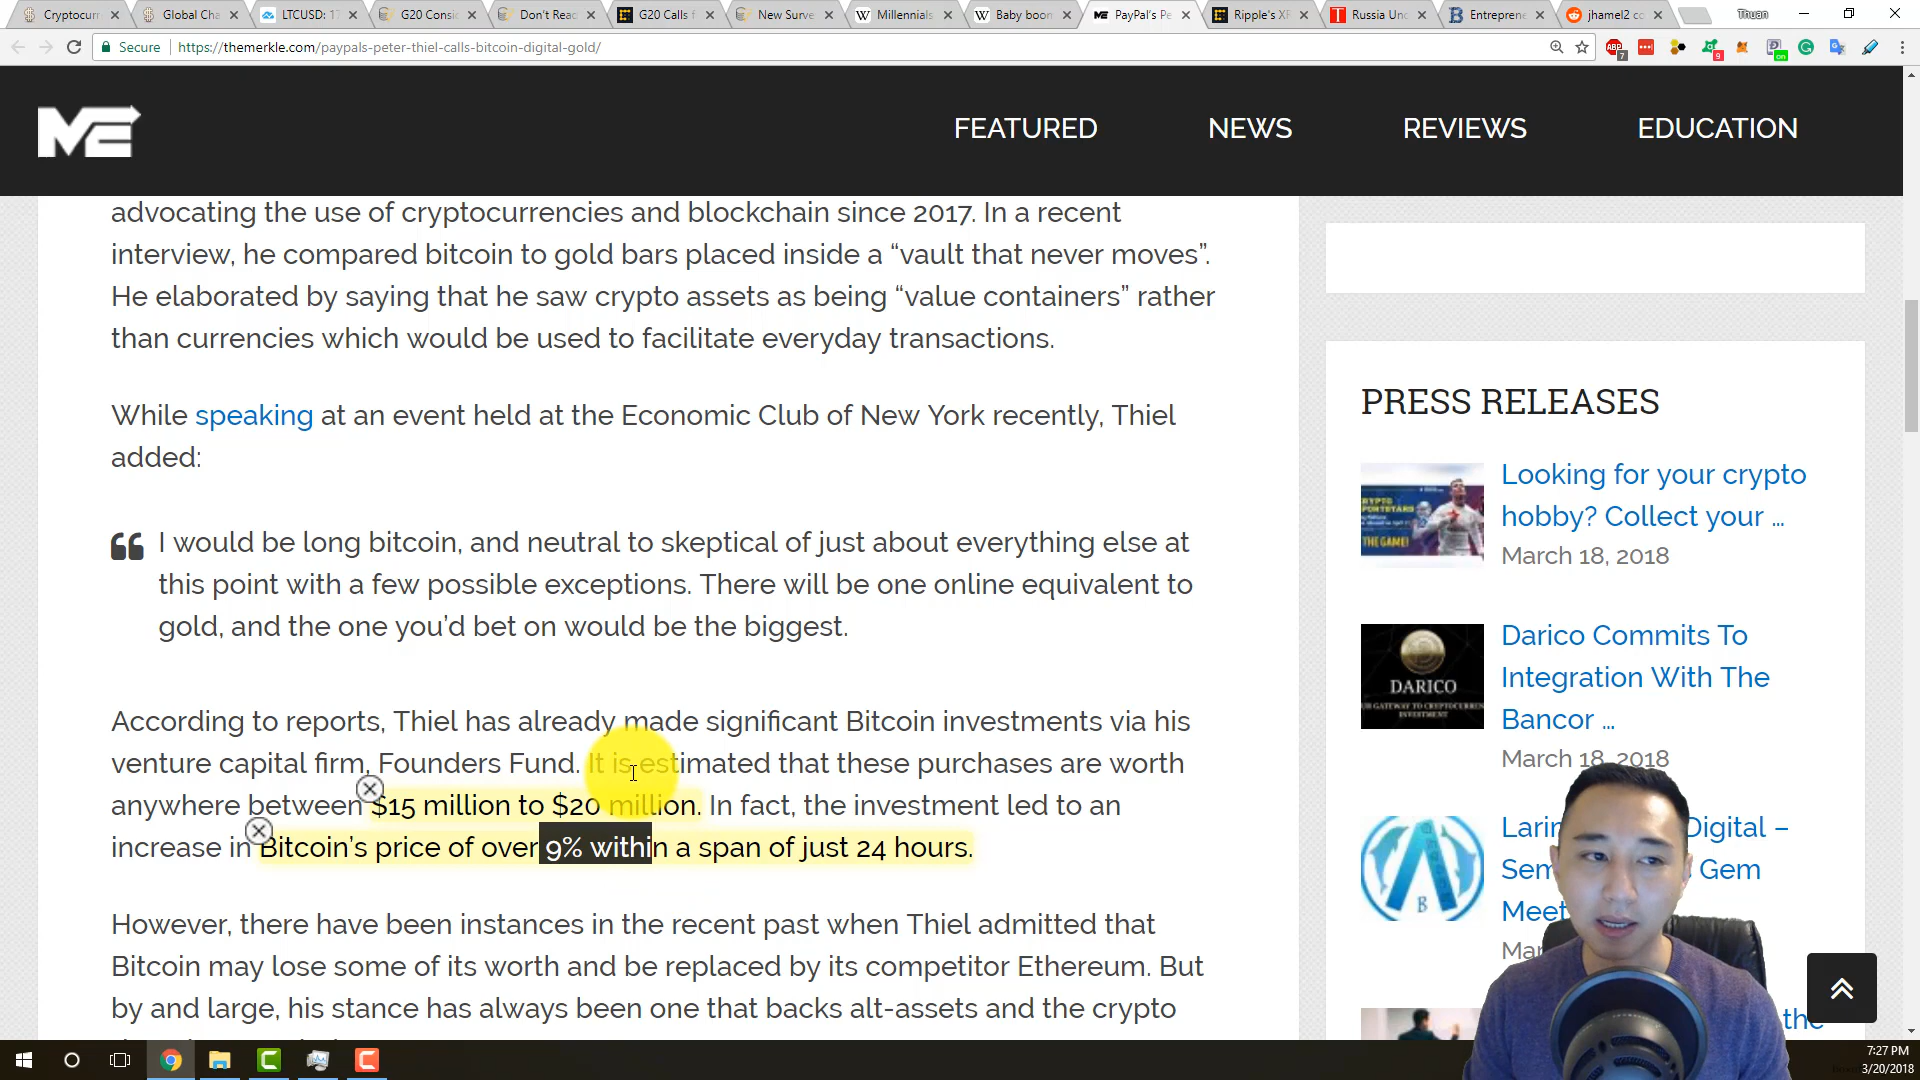 Cryptocurr
Global Cha
LTCUSD: 17
G20 Consid
Don't Read
G20 Calls f
New Surve
Millennials
Baby boom
PayPal's Pe
Ripple's XR
Russia Unc
Entreprene
jhamel2 co
Thuan
Secure
https://themerkle.com/paypals-peter-thiel-calls-bitcoin-digital-gold/
ABP
7
9
on
ME
FEATURED
NEWS
REVIEWS
EDUCATION
advocating the use of cryptocurrencies and blockchain since 2017. In a recent
interview, he compared bitcoin to gold bars placed inside a “vault that never moves”.
He elaborated by saying that he saw crypto assets as being “value containers” rather
than currencies which would be used to facilitate everyday transactions.
While speaking at an event held at the Economic Club of New York recently, Thiel
added:
I would be long bitcoin, and neutral to skeptical of just about everything else at
this point with a few possible exceptions. There will be one online equivalent to
gold, and the one you’d bet on would be the biggest.
According to reports, Thiel has already made significant Bitcoin investments via his
venture capital firm, Founders Fund. It is estimated that these purchases are worth
anywhere between $15 million to $20 million. In fact, the investment led to an
increase in Bitcoin’s price of over 9% within a span of just 24 hours.
However, there have been instances in the recent past when Thiel admitted that
Bitcoin may lose some of its worth and be replaced by its competitor Ethereum. But
by and large, his stance has always been one that backs alt-assets and the crypto
PRESS RELEASES
Looking for your crypto
hobby? Collect your ...
March 18, 2018
THE GAME!
Darico Commits To
Integration With The
Bancor ...
March 18, 2018
DARICO
Digital –
Gem
Meet
B
the
7:27 PM
3/20/2018